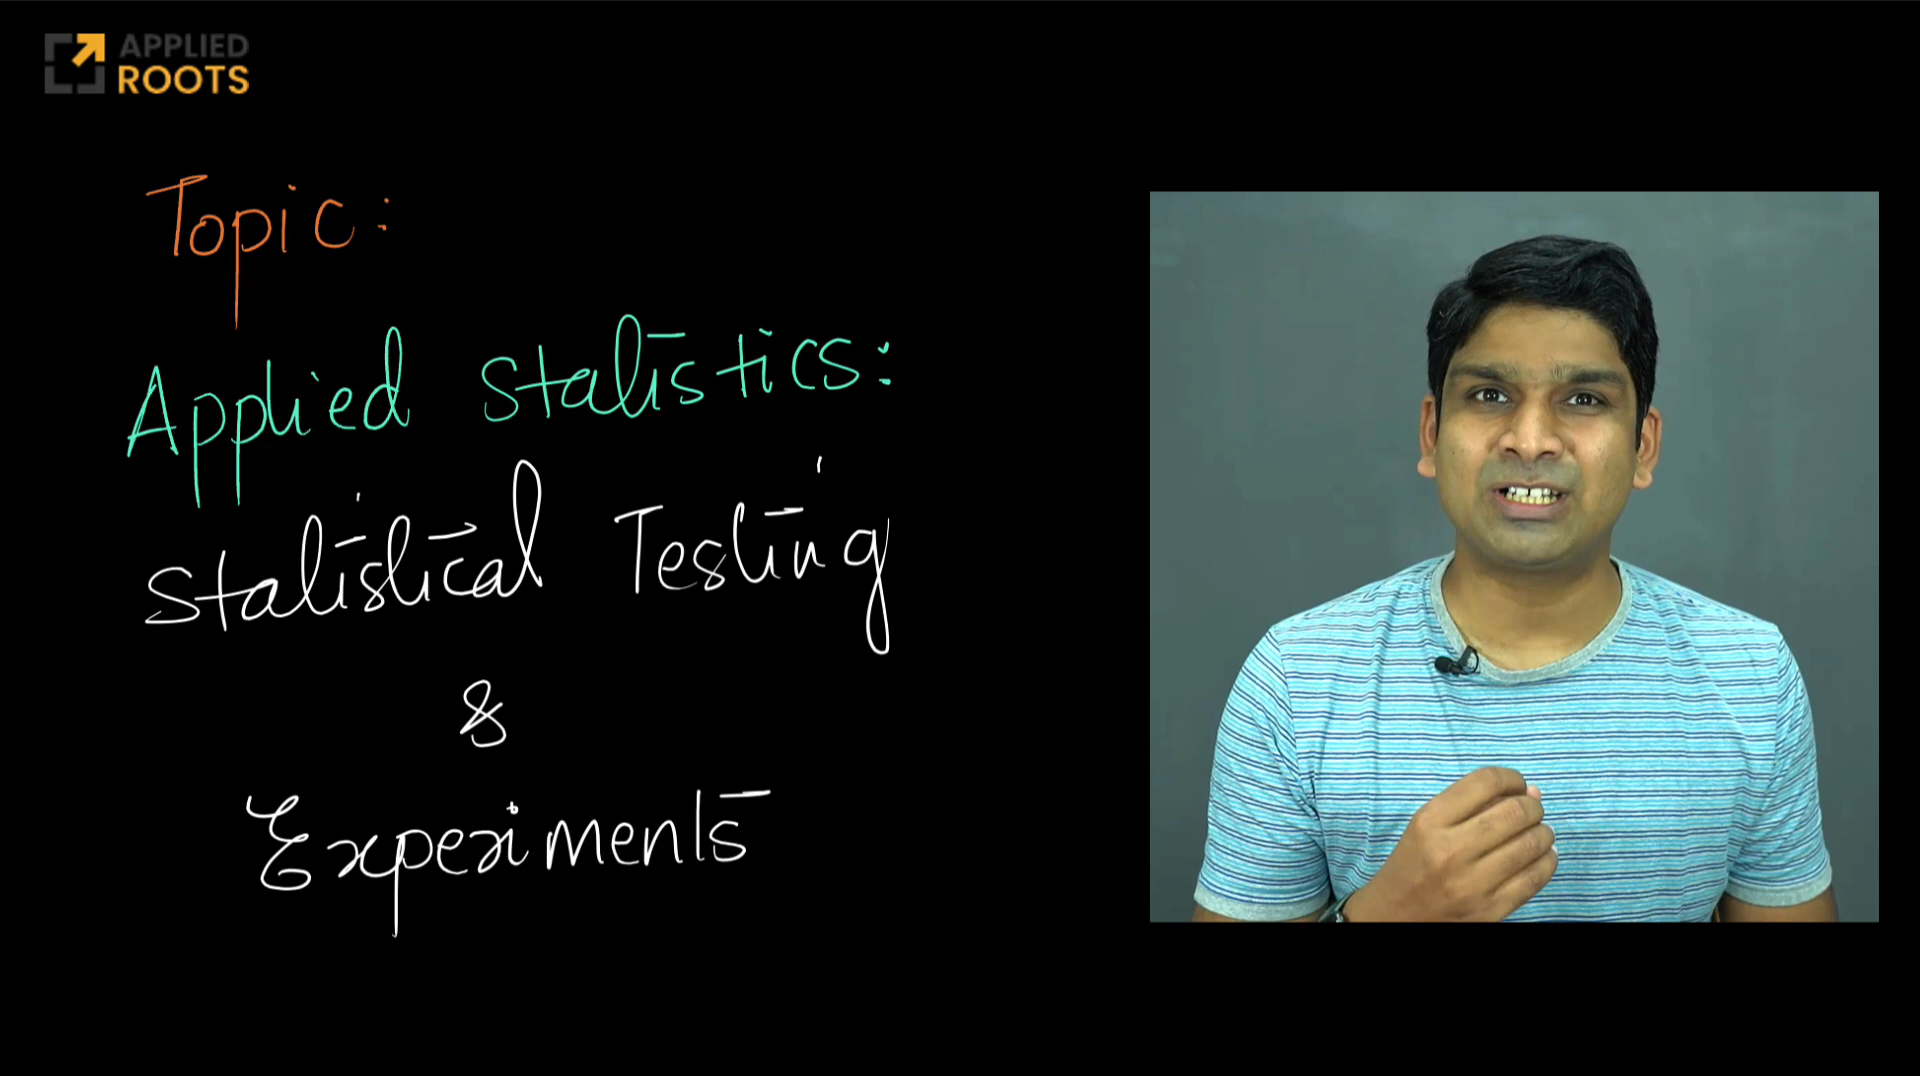 APPLIED
ROOTS
Topic:
Applied Statistics:
Statistical Testing
&
Experiments